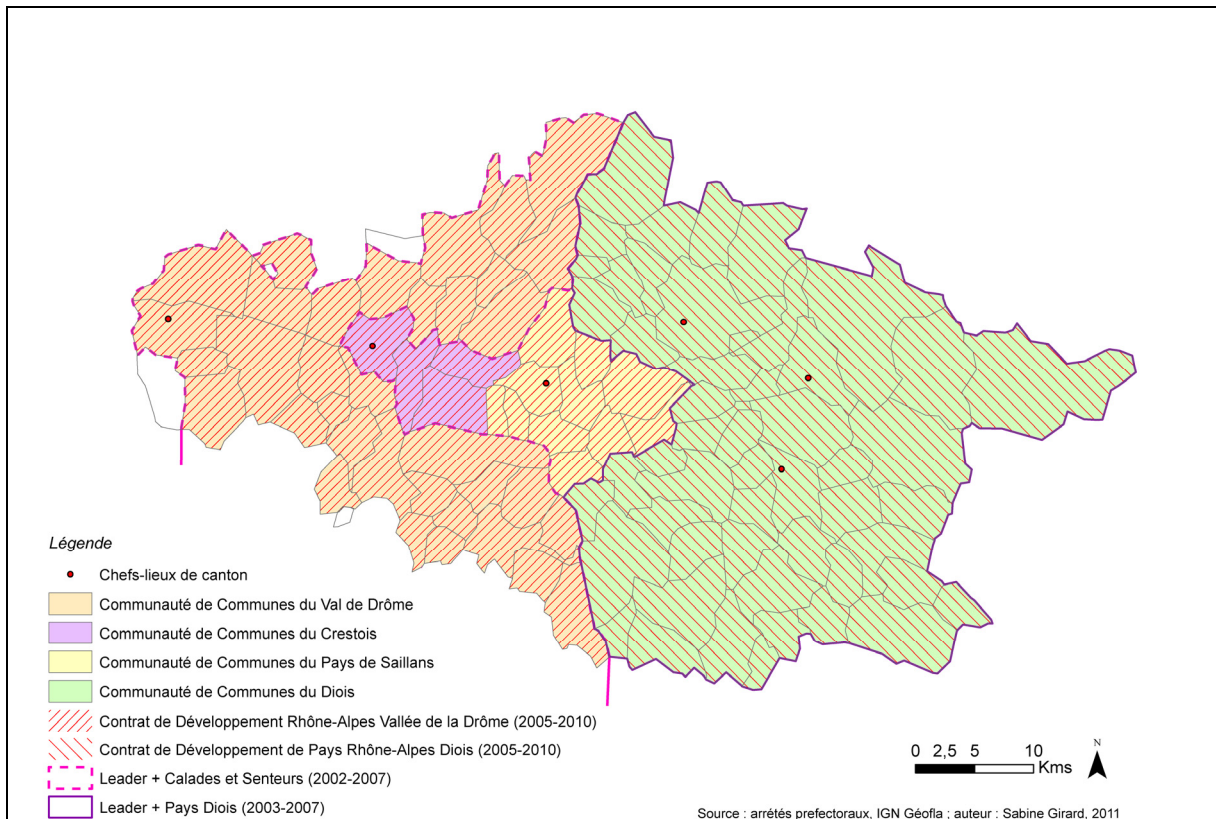 Légende
Chefs-lieux de canton
Communauté de Communes du Val de Drôme
Communauté de Communes du Crestois
Communauté de Communes du Pays de Saillans
Communauté de Communes du Diois
Contrat de Développement Rhône-Alpes Vallée de la Drôme (2005-2010)
Contrat de Développement de Pays Rhône-Alpes Diois (2005-2010)
Leader + Calades et Senteurs (2002-2007)
Leader + Pays Diois (2003-2007)
0 2,5 5 10
Kms
N
Source : arrétés prefectoraux, IGN Géofla ; auteur : Sabine Girard, 2011